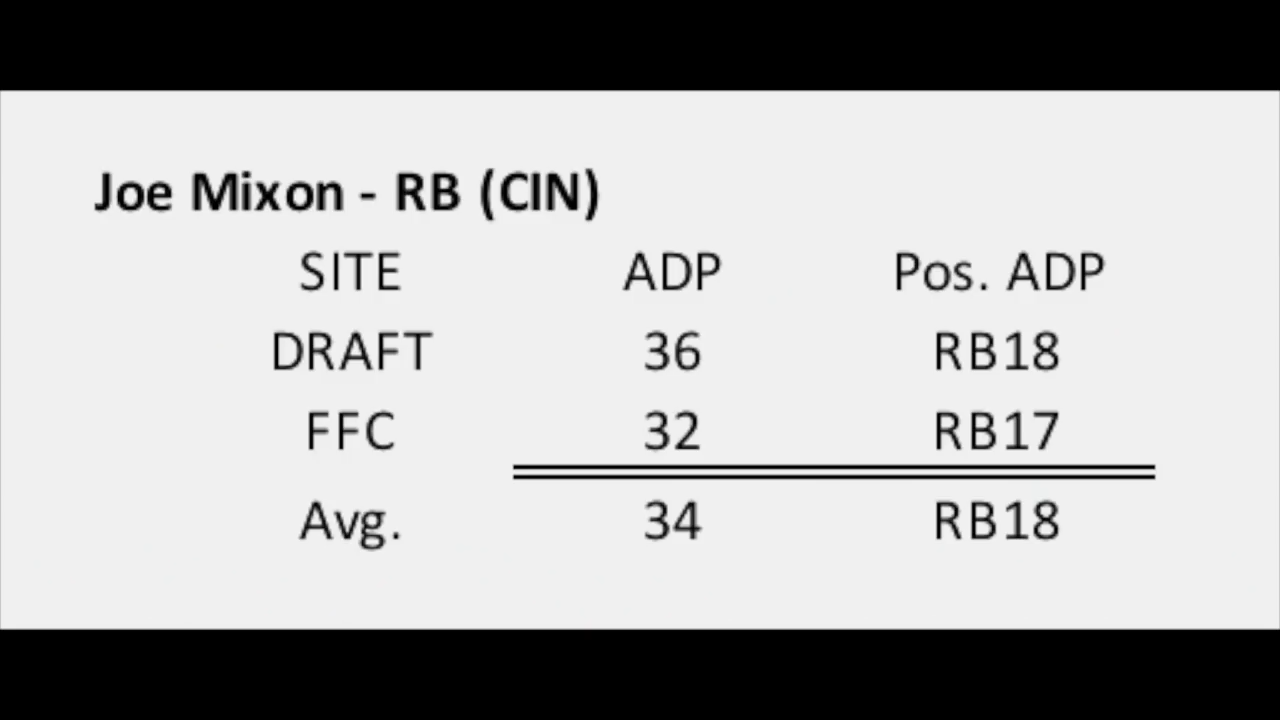 Joe Mixon - RB (CIN)
SITE ADP Pos. ADP
DRAFT 36 RB18
FFC 32 RB17
Avg. 34 RB18